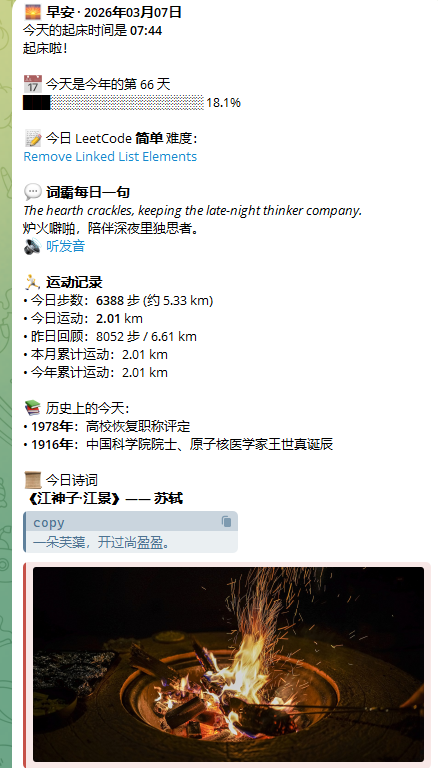 🌅 早安 · 2026年03月07日
今天的起床时间是 07:44
起床啦！
📅 今天是今年的第 66 天
███░░░░░░░░░░░░░░░░░ 18.1%
📝 今日 LeetCode 简单 难度：
Remove Linked List Elements
💬 词霸每日一句
The hearth crackles, keeping the late-night thinker company.
炉火噼啪，陪伴深夜里独思者。
🔊 听发音
🏃 运动记录
• 今日步数：6388 步 (约 5.33 km)
• 今日运动：2.01 km
• 昨日回顾：8052 步 / 6.61 km
• 本月累计运动：2.01 km
• 今年累计运动：2.01 km
📚 历史上的今天：
• 1978年：高校恢复职称评定
• 1916年：中国科学院院士、原子核医学家王世真诞辰
📜 今日诗词
《江神子·江景》—— 苏轼
copy
一朵芙蕖，开过尚盈盈。